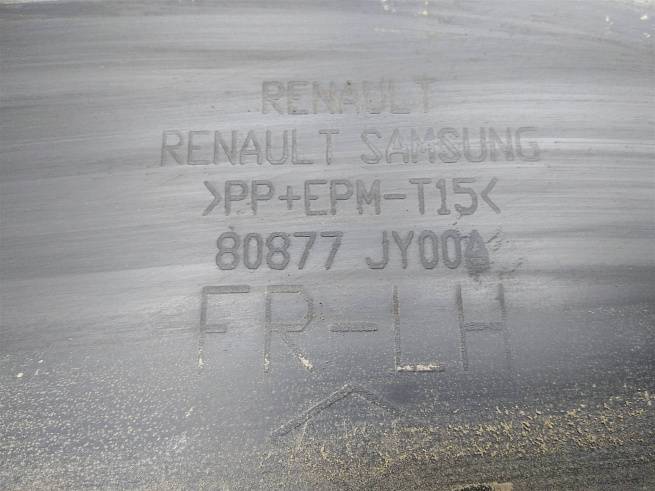 RENAULT
RENAULT SAMSUNG
>PP+EPM-T15<
80877 JY00A
FR-LH